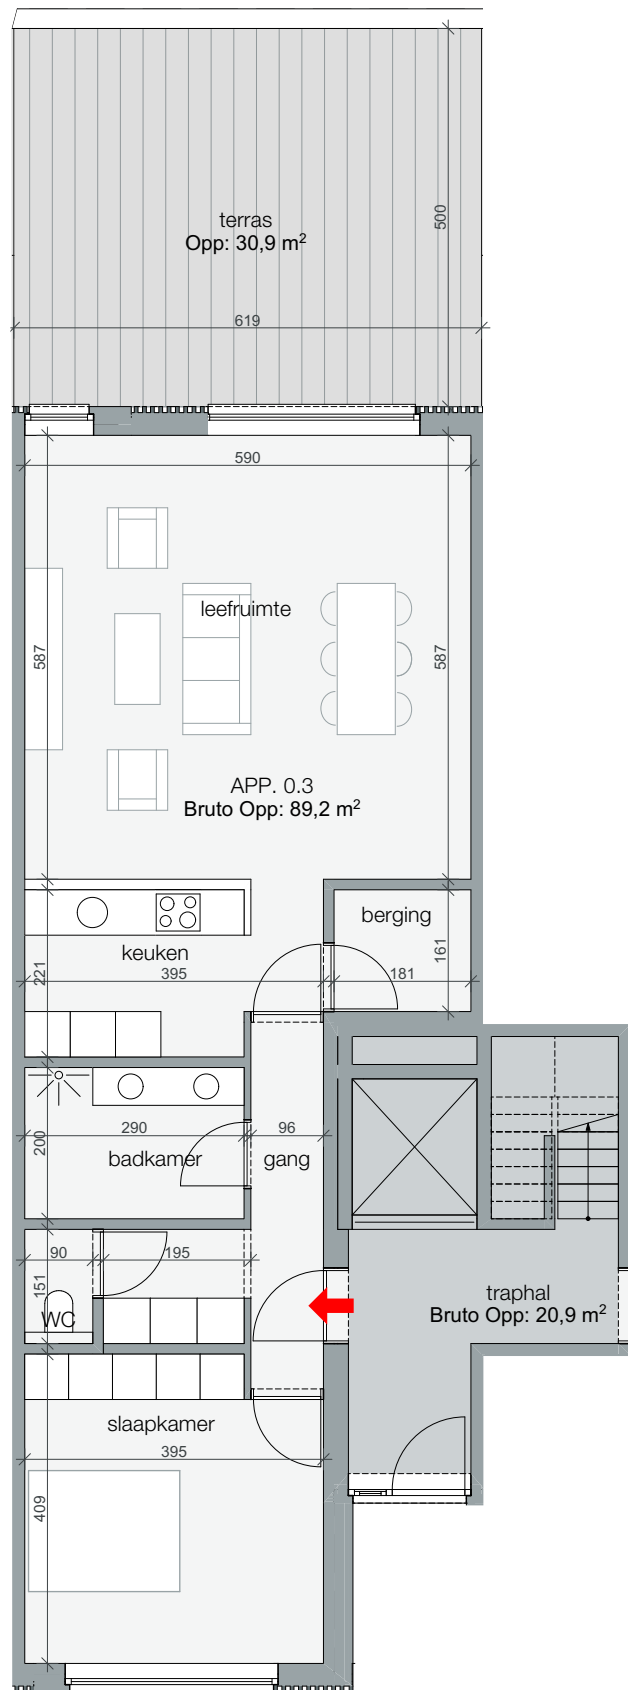 500
terras
Opp: 30,9 m²
619
590
leefruimte
587
587
APP. 0.3
Bruto Opp: 89,2 m²
berging
161
keuken
221
395
181
200
290
96
badkamer
gang
90
195
151
WC
traphal
Bruto Opp: 20,9 m²
slaapkamer
395
409